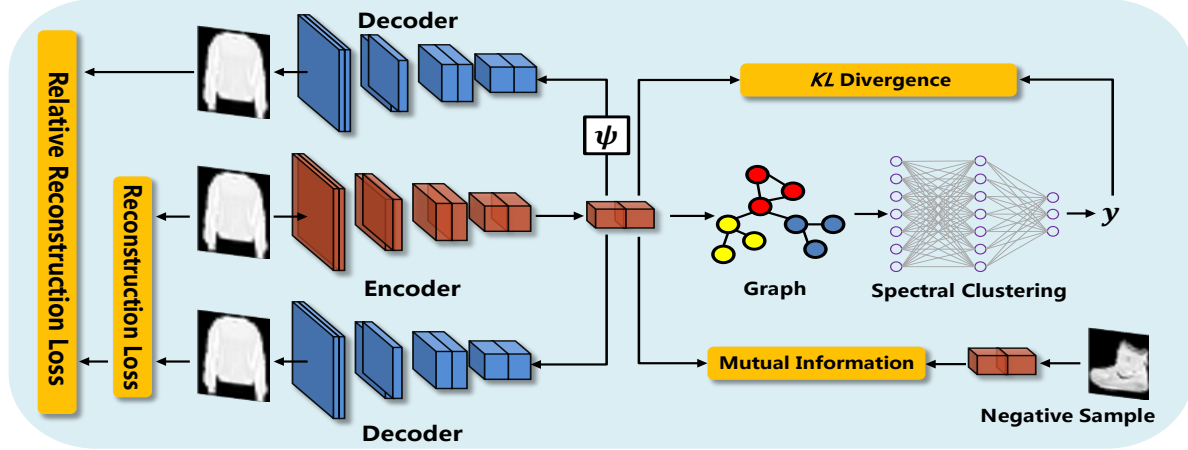 Decoder
Relative Reconstruction Loss
KL Divergence
ψ
Reconstruction Loss
y
Encoder
Graph
Spectral Clustering
Mutual Information
Negative Sample
Decoder